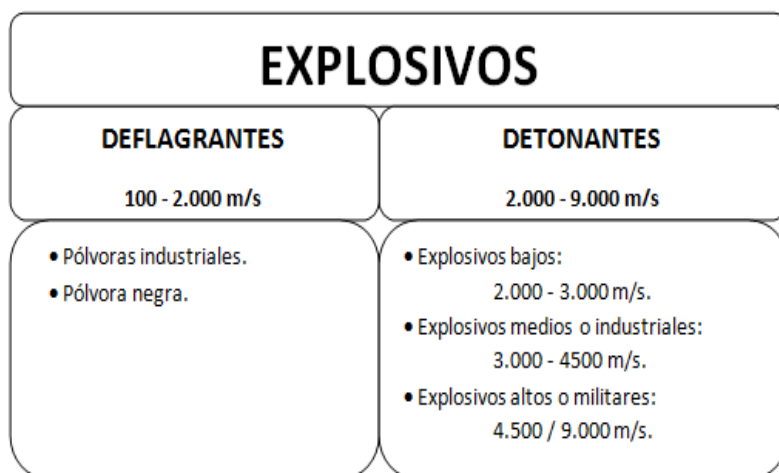 EXPLOSIVOS
DEFLAGRANTES
100 - 2.000 m/s
DETONANTES
2.000 - 9.000 m/s
• Pólvoras industriales.
• Pólvora negra.
• Explosivos bajos:
2.000 - 3.000 m/s.
• Explosivos medios o industriales:
3.000 - 4500 m/s.
• Explosivos altos o militares:
4.500 / 9.000 m/s.